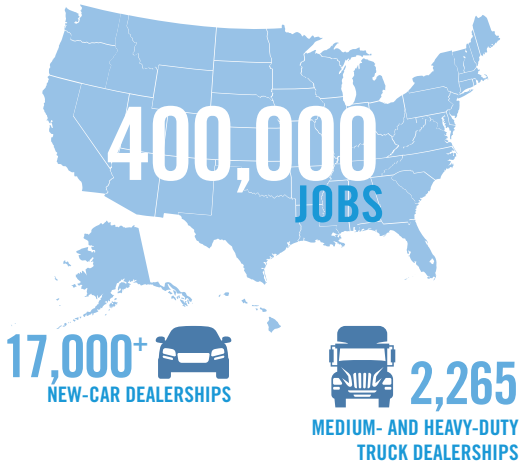 400,000
JOBS
17,000+
NEW-CAR DEALERSHIPS
2,265
MEDIUM- AND HEAVY-DUTY
TRUCK DEALERSHIPS